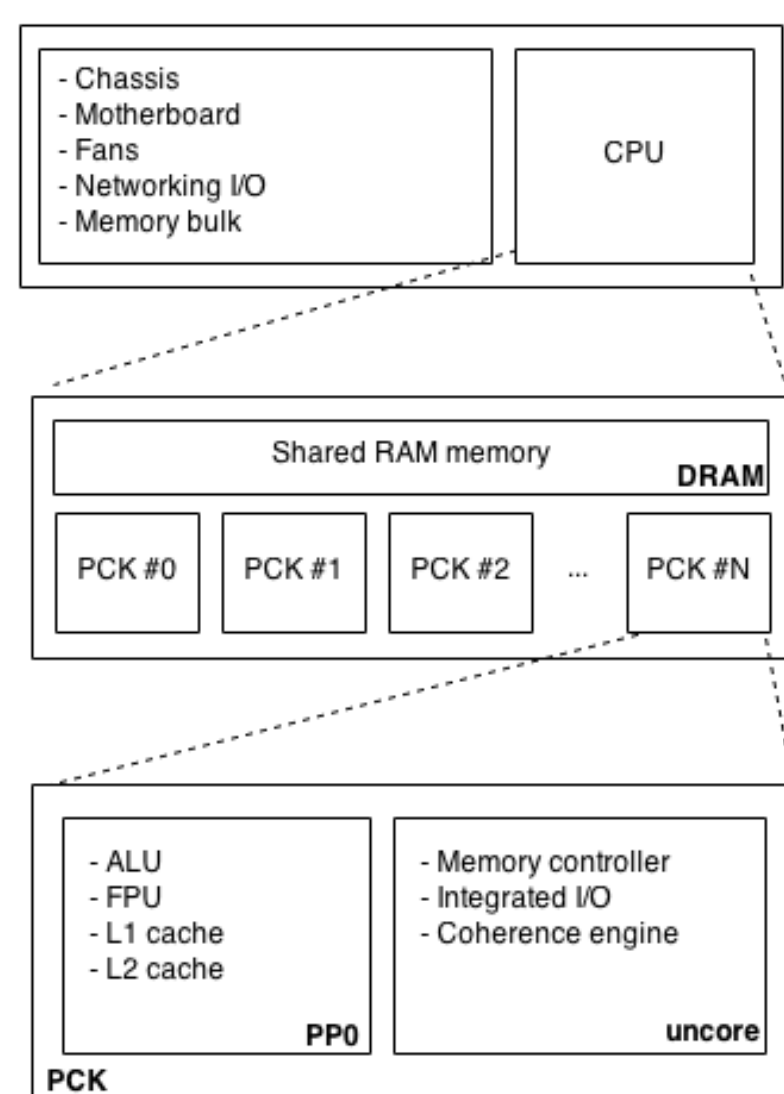 - Chassis
- Motherboard
- Fans
- Networking I/O
- Memory bulk
CPU
Shared RAM memory
DRAM
PCK #0 PCK #1 PCK #2 ... PCK #N
- ALU
- FPU
- L1 cache
- L2 cache
PP0
- Memory controller
- Integrated I/O
- Coherence engine
uncore
PCK